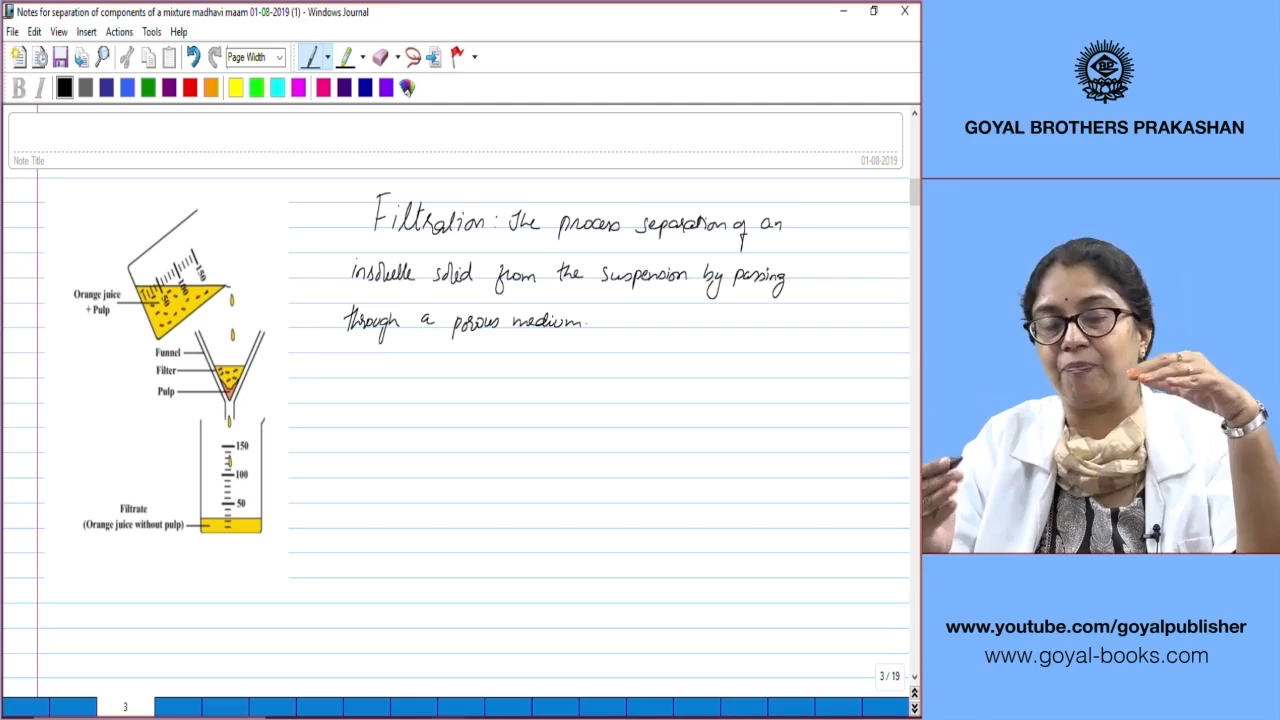 Notes for separation of components of a mixture madhavi maam 01-08-2019 (1) - Windows Journal
File Edit View Insert Actions Tools Help
Page Width
B I
Note Title
01-08-2019
Filtration: The process separation of an
insoluble solid from the suspension by passing
through a porous medium.
150
100
50
Orange juice
+ Pulp
Funnel
Filter
Pulp
150
100
50
Filtrate
(Orange juice without pulp)
3 / 19
3
GOYAL BROTHERS PRAKASHAN
www.youtube.com/goyalpublisher
www.goyal-books.com